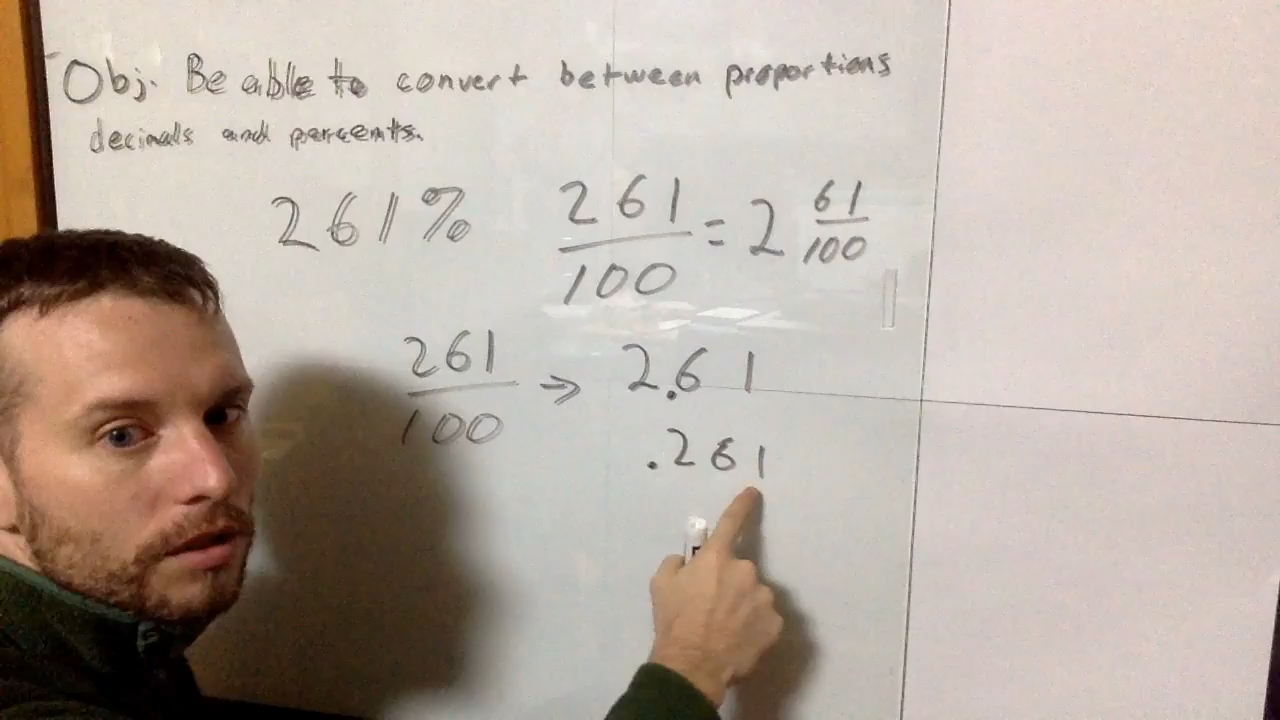 Obj. Be able to convert between proportions
decimals and percents.
261% 261/100 = 2 61/100
261/100 → 2.61
.261